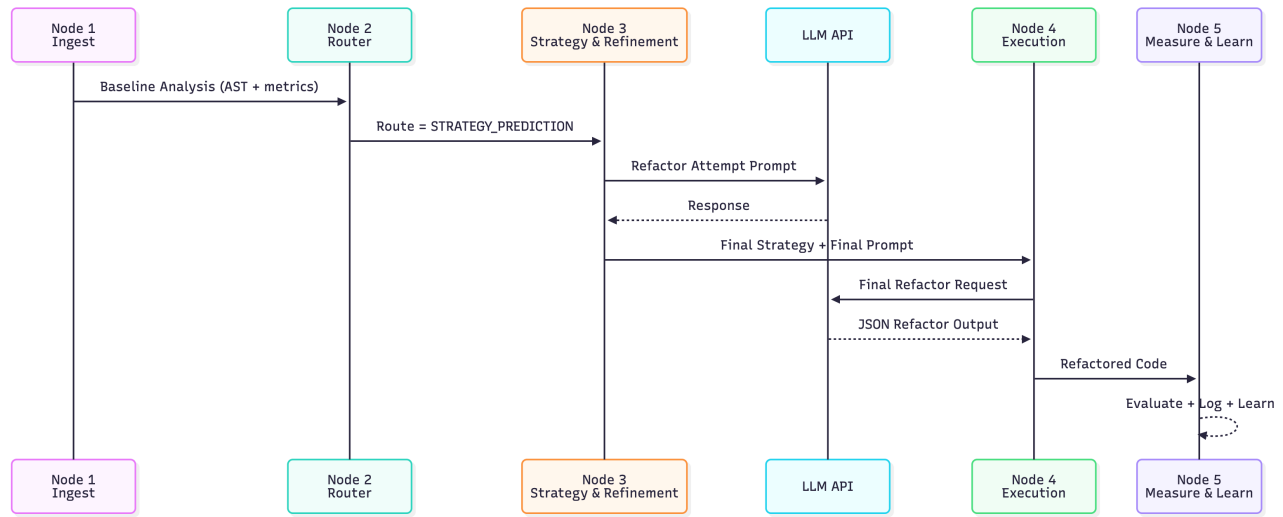 Node 1
Ingest
Node 2
Router
Node 3
Strategy & Refinement
LLM API
Node 4
Execution
Node 5
Measure & Learn
Baseline Analysis (AST + metrics)
Route = STRATEGY_PREDICTION
Refactor Attempt Prompt
Response
Final Strategy + Final Prompt
Final Refactor Request
JSON Refactor Output
Refactored Code
Evaluate + Log + Learn
Node 1
Ingest
Node 2
Router
Node 3
Strategy & Refinement
LLM API
Node 4
Execution
Node 5
Measure & Learn